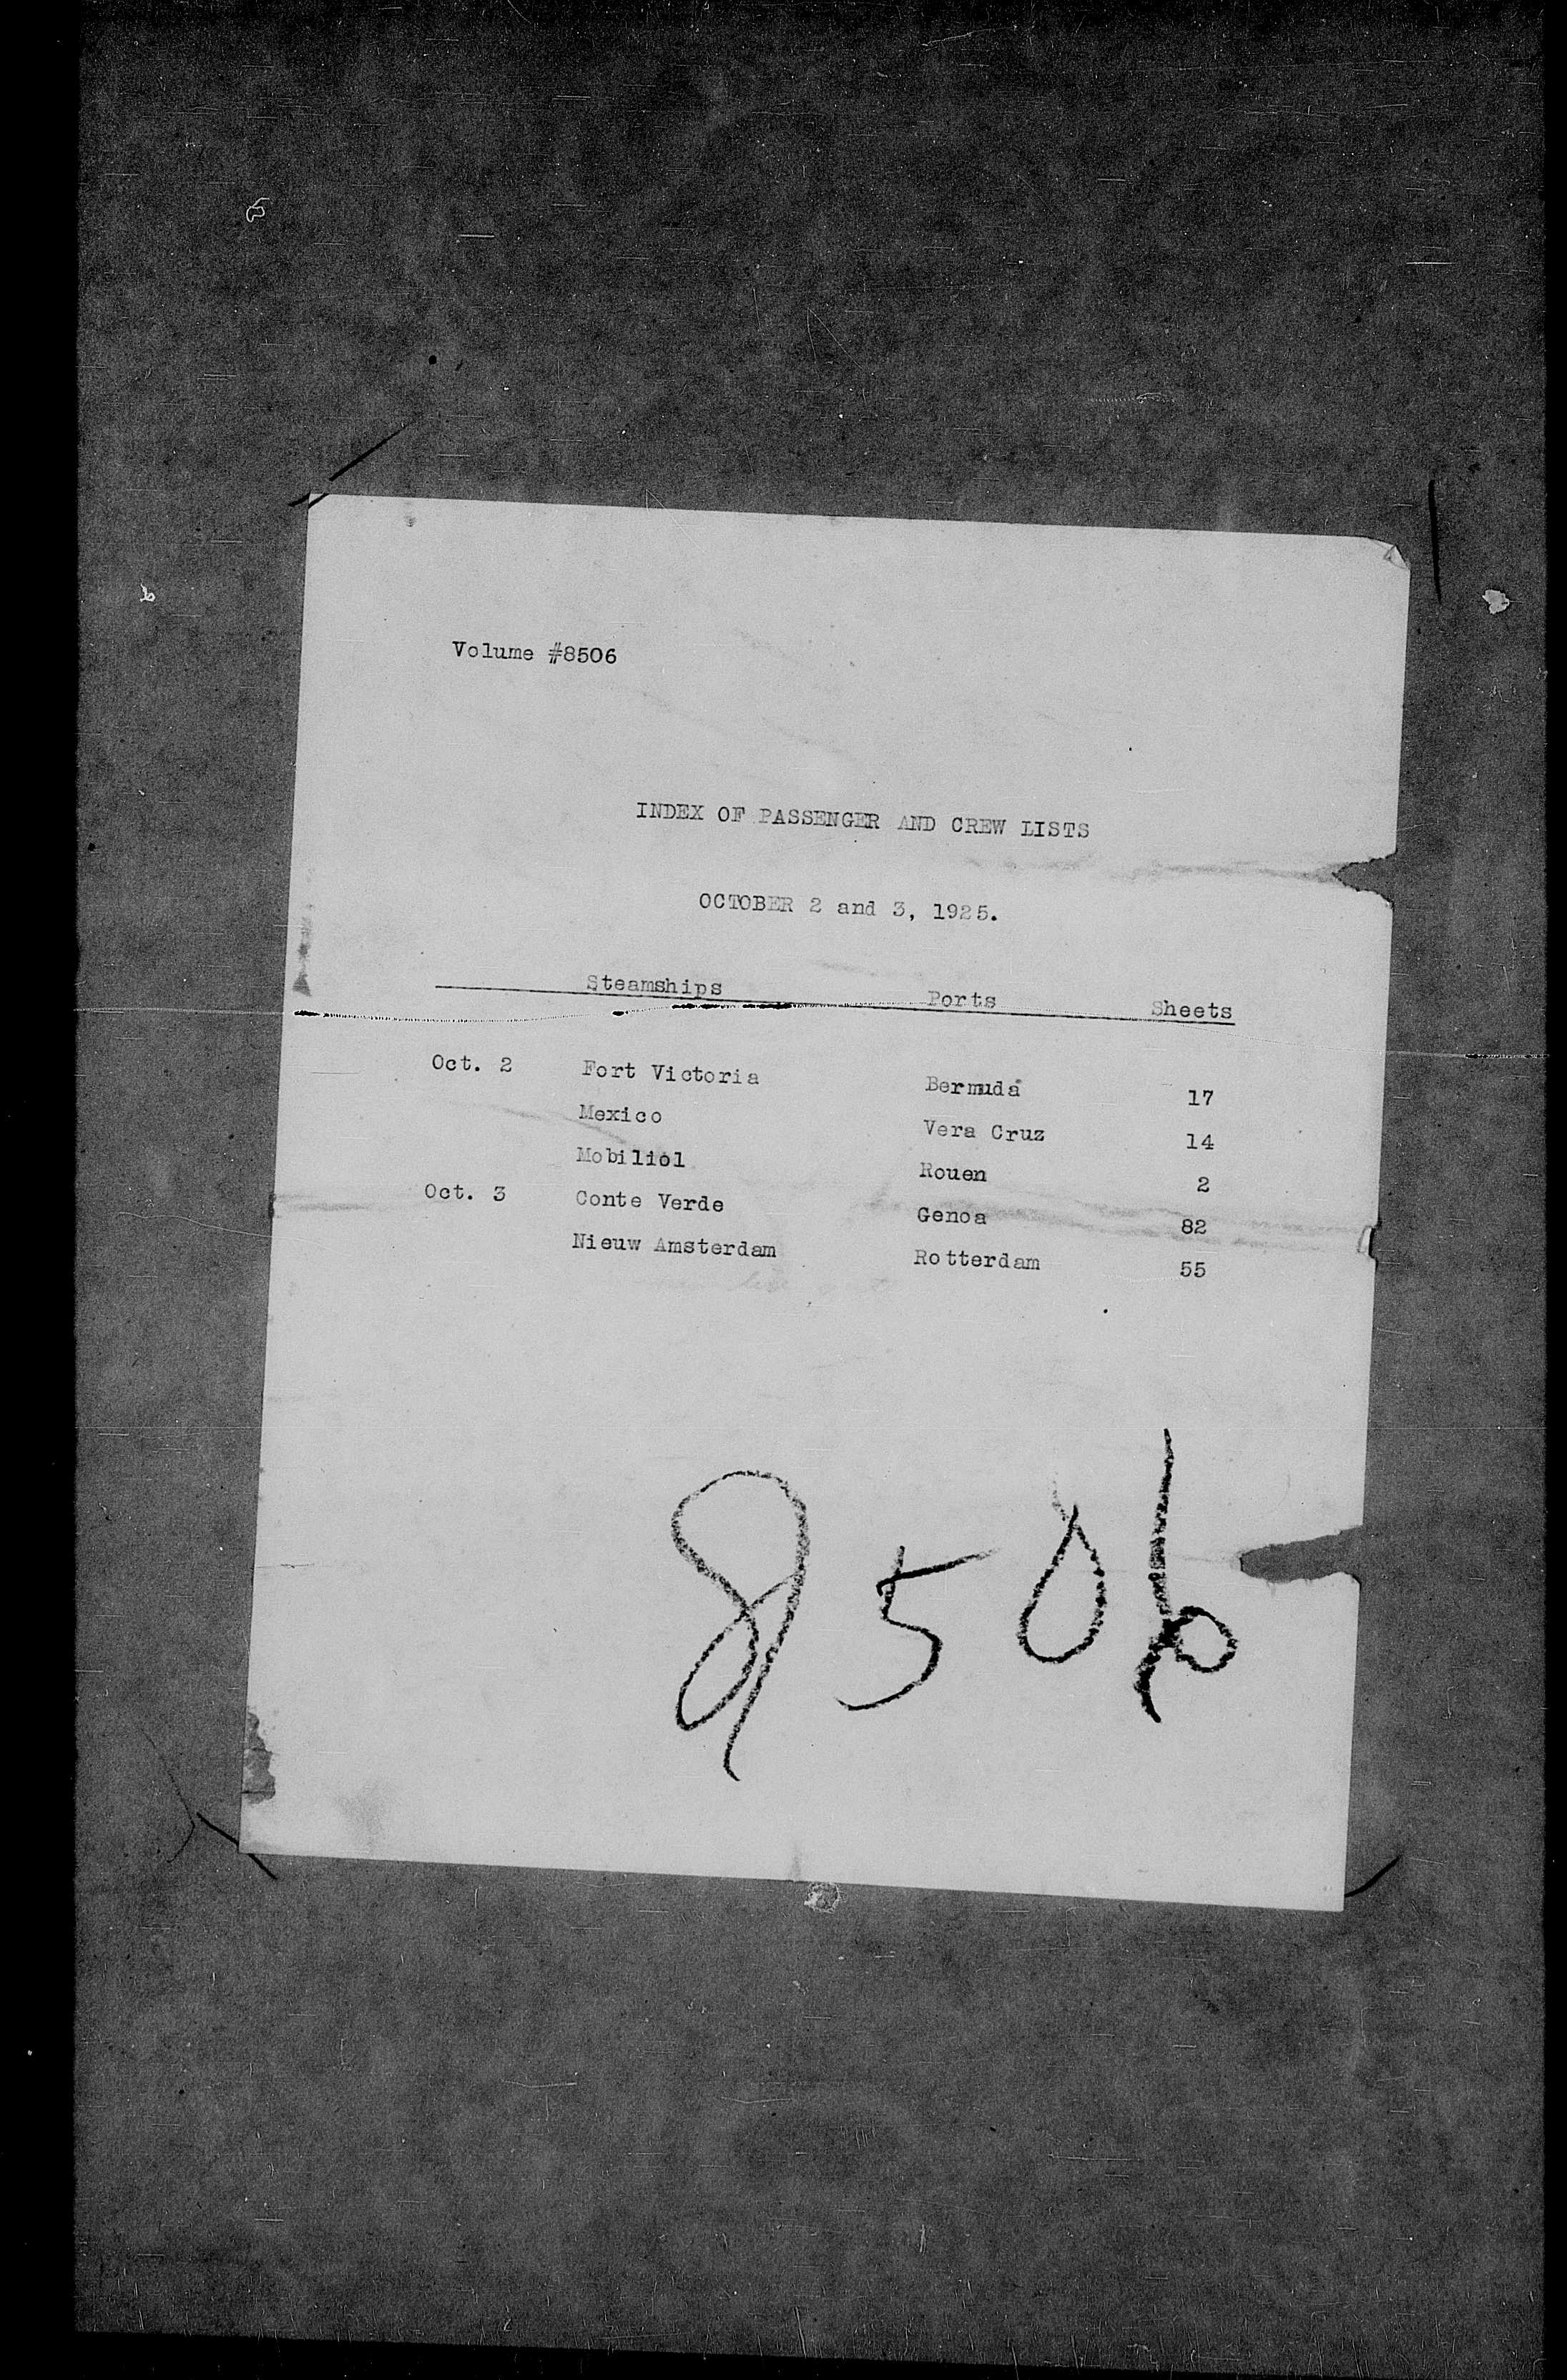 Volume #8506
INDEX OF PASSENGER AND CREW LISTS
OCTOBER 2 and 3, 1925.
Steamships Ports Sheets
Oct. 2 Fort Victoria Bermuda 17
Mexico Vera Cruz 14
Mobiliol Rouen 2
Oct. 3 Conte Verde Genoa 82
Nieuw Amsterdam Rotterdam 55
8506